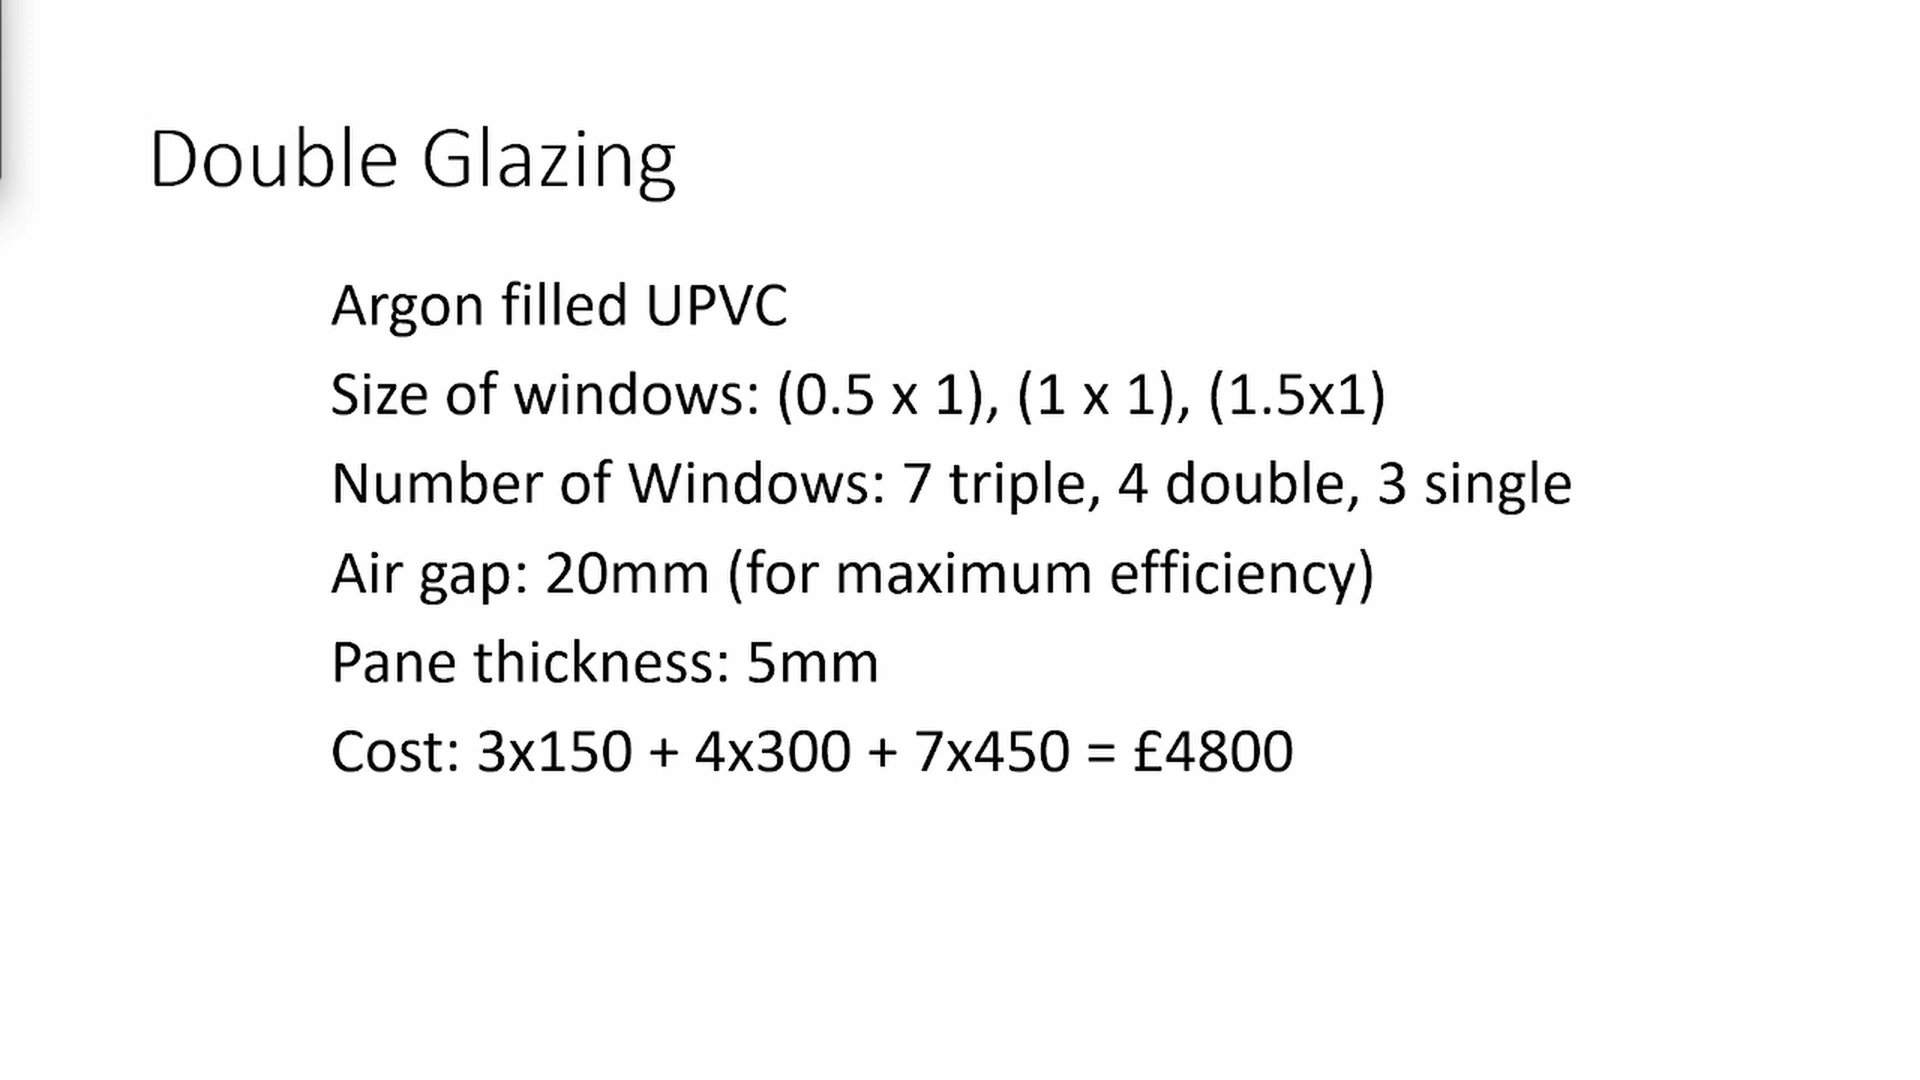 Double Glazing
Argon filled UPVC
Size of windows: (0.5 x 1), (1 x 1), (1.5x1)
Number of Windows: 7 triple, 4 double, 3 single
Air gap: 20mm (for maximum efficiency)
Pane thickness: 5mm
Cost: 3x150 + 4x300 + 7x450 = £4800